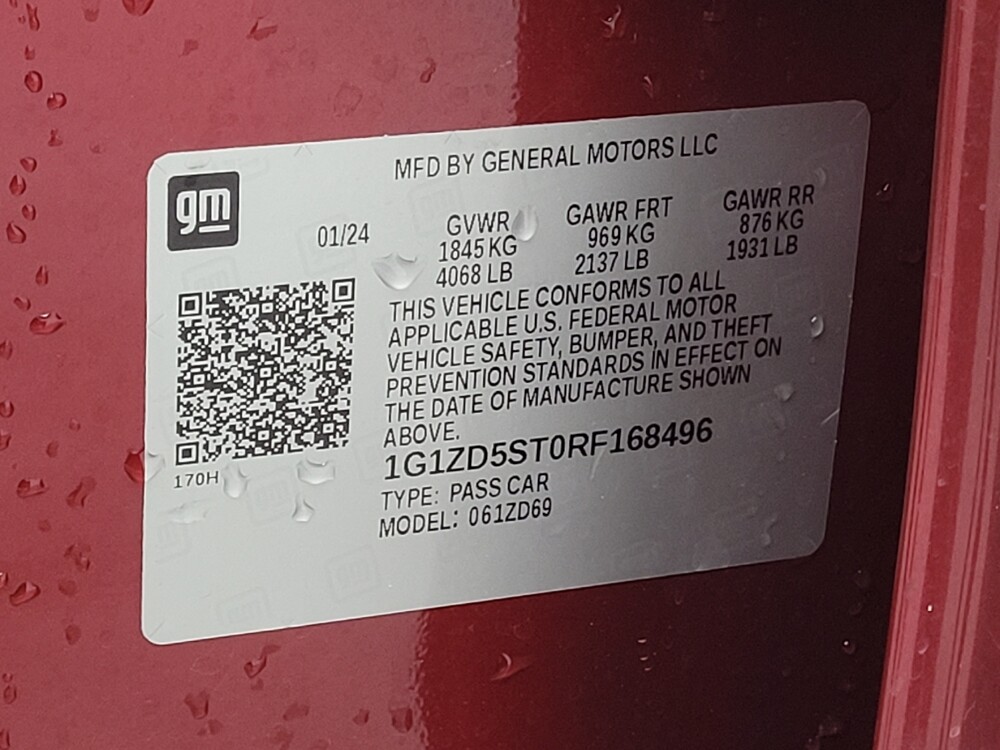 MFD BY GENERAL MOTORS LLC
gm
01/24
GVWR GAWR FRT GAWR RR
1845 KG 969 KG 876 KG
4068 LB 2137 LB 1931 LB
THIS VEHICLE CONFORMS TO ALL
APPLICABLE U.S. FEDERAL MOTOR
VEHICLE SAFETY, BUMPER, AND THEFT
PREVENTION STANDARDS IN EFFECT ON
THE DATE OF MANUFACTURE SHOWN
ABOVE.
1G1ZD5ST0RF168496
170H
TYPE: PASS CAR
MODEL: 061ZD69